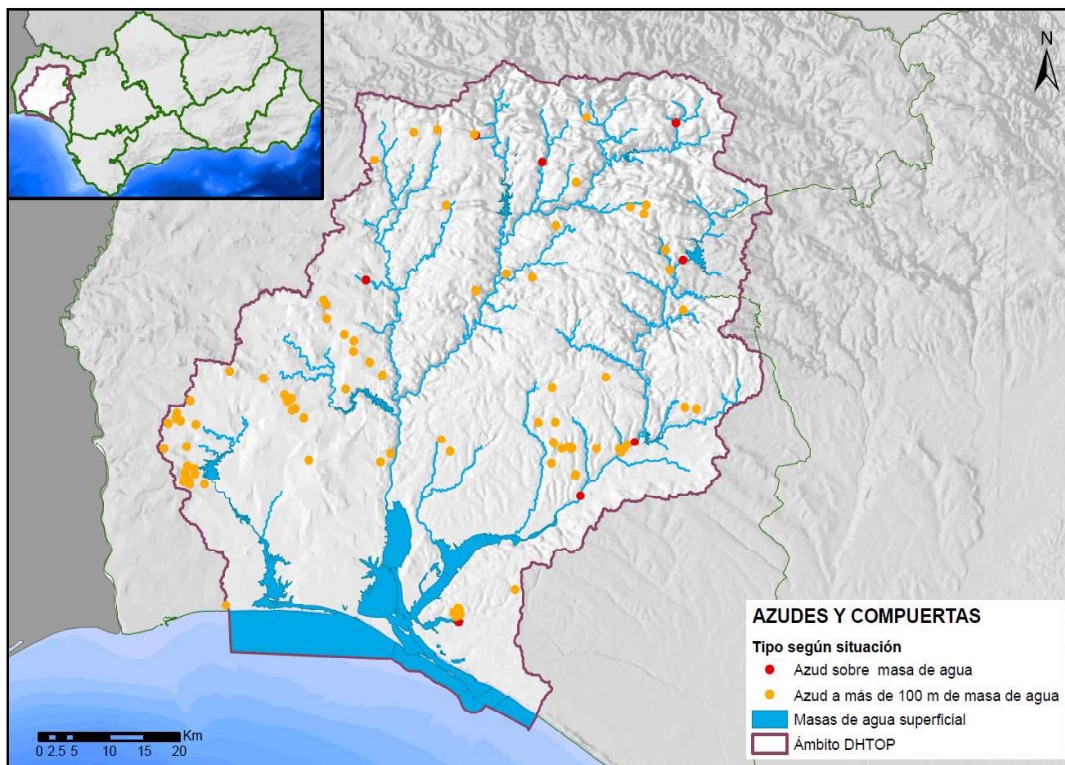 N
AZUDES Y COMPUERTAS
Tipo según situación
Azud sobre masa de agua
Azud a más de 100 m de masa de agua
Masas de agua superficial
Ámbito DHTOP
Km
0 2.5 5 10 15 20